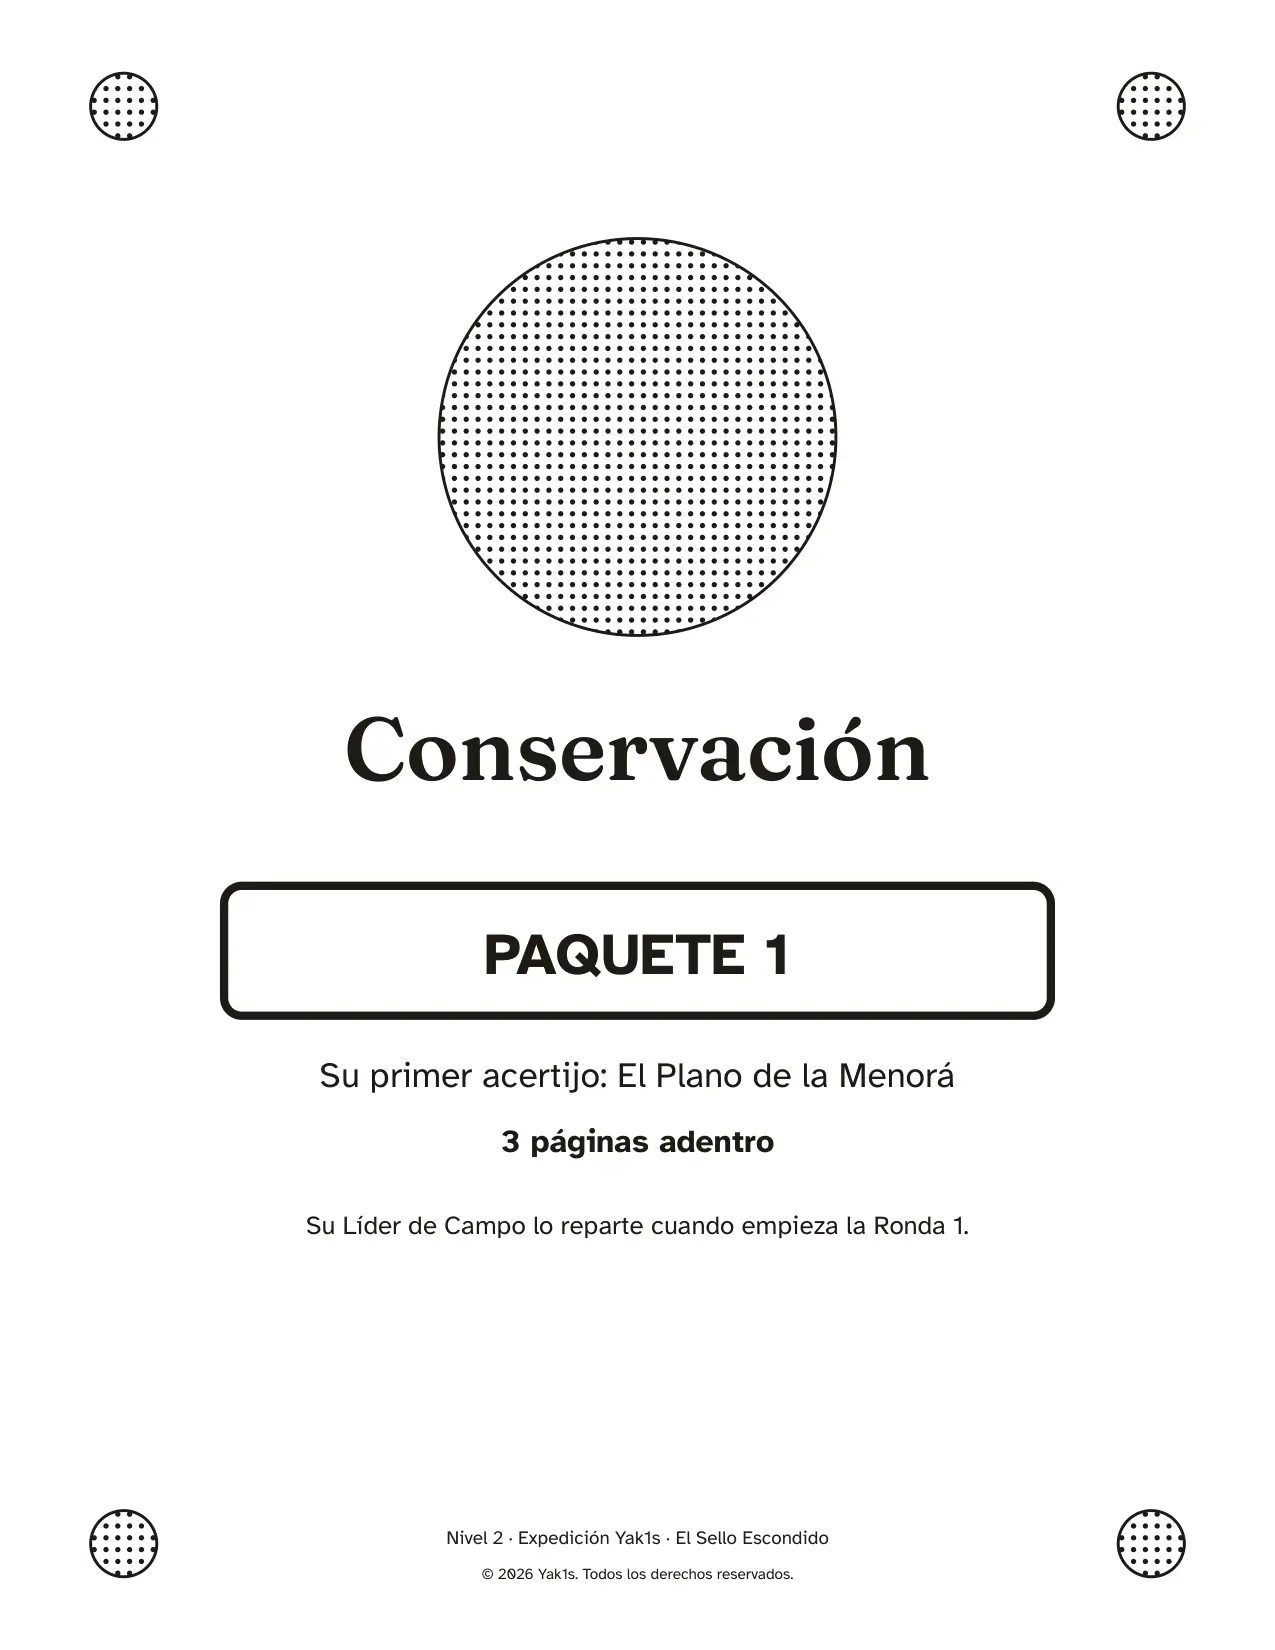 Conservación
PAQUETE 1
Su primer acertijo: El Plano de la Menorá
3 páginas adentro
Su Líder de Campo lo reparte cuando empieza la Ronda 1.
Nivel 2 · Expedición Yak1s · El Sello Escondido
© 2026 Yak1s. Todos los derechos reservados.